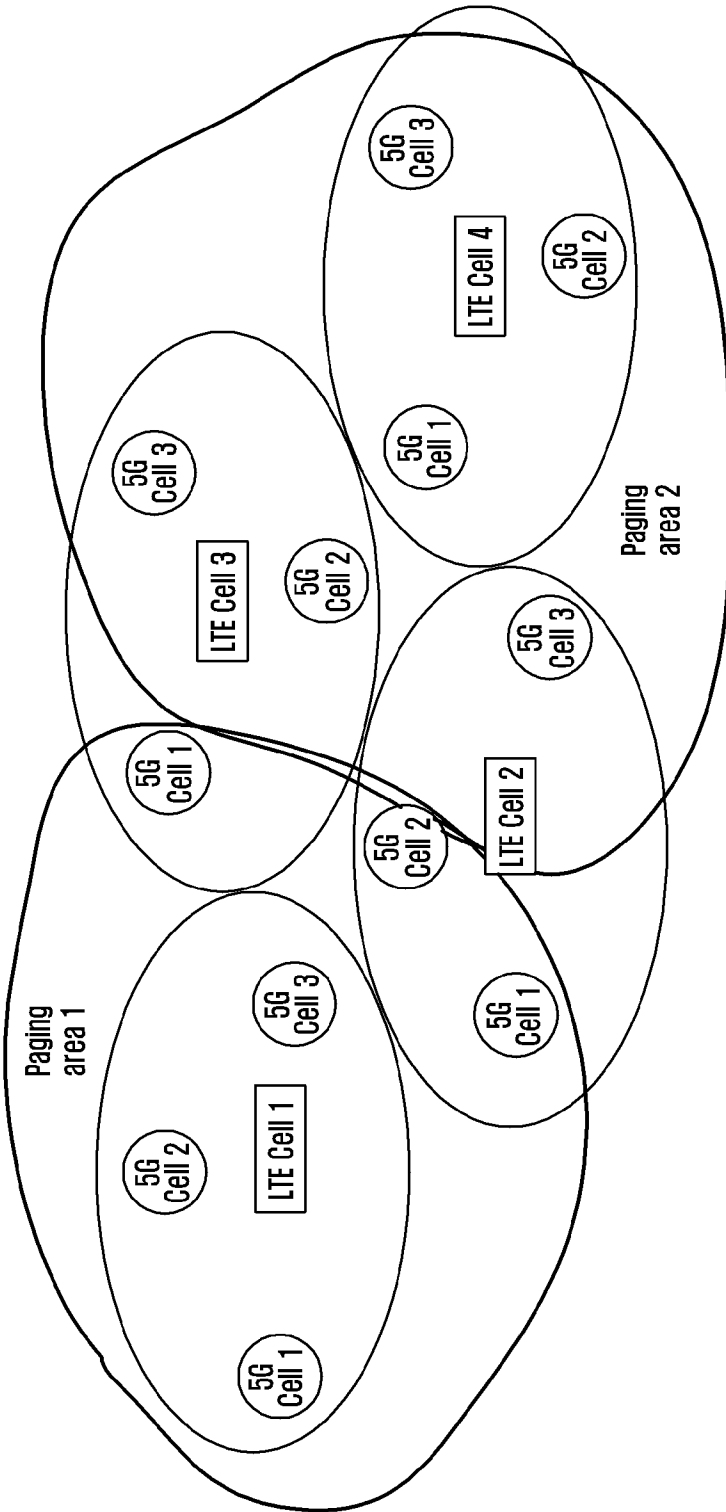 Paging
area 1
5G
Cell 1
5G
Cell 2
LTE Cell 1
5G
Cell 3
5G
Cell 1
LTE Cell 3
5G
Cell 2
5G
Cell 3
5G
Cell 1
5G
Cell 2
LTE Cell 2
5G
Cell 3
5G
Cell 1
LTE Cell 4
5G
Cell 2
5G
Cell 3
Paging
area 2